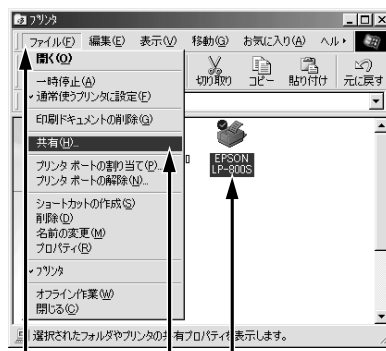 プリンタ
ファイル(F) 編集(E) 表示(V) 移動(G) お気に入り(A) ヘル
開く(O)
一時停止(A)
通常使うプリンタに設定(F)
印刷ドキュメントの削除(G)
共有(H)...
プリンタ ポートの割り当て(P)...
プリンタ ポートの解除(N)...
ショートカットの作成(S)
削除(D)
名前の変更(M)
プロパティ(R)
プリンタ
オフライン作業(W)
閉じる(C)
切り取り コピー 貼り付け 元に戻す
EPSON
LP-800S
選択されたフォルダやプリンタの共有プロパティを表示します。